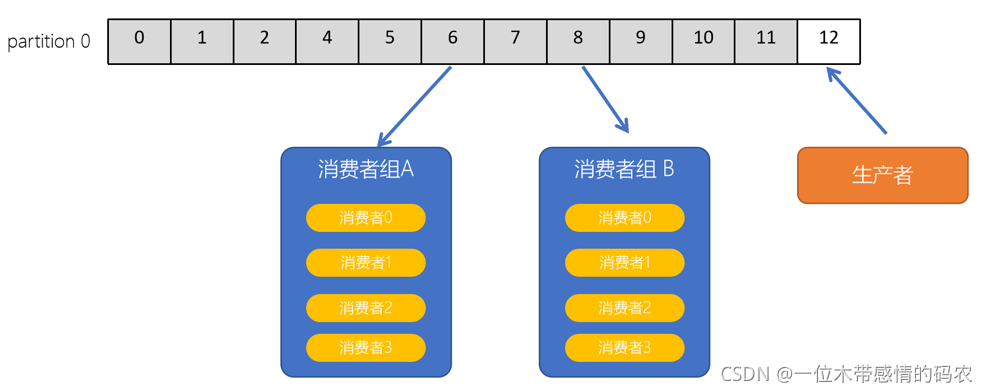 partition 0 0 1 2 4 5 6 7 8 9 10 11 12
消费者组A 消费者组 B 生产者
消费者0 消费者0
消费者1 消费者1
消费者2 消费者2
消费者3 消费者3
CSDN @一位木带感情的码农